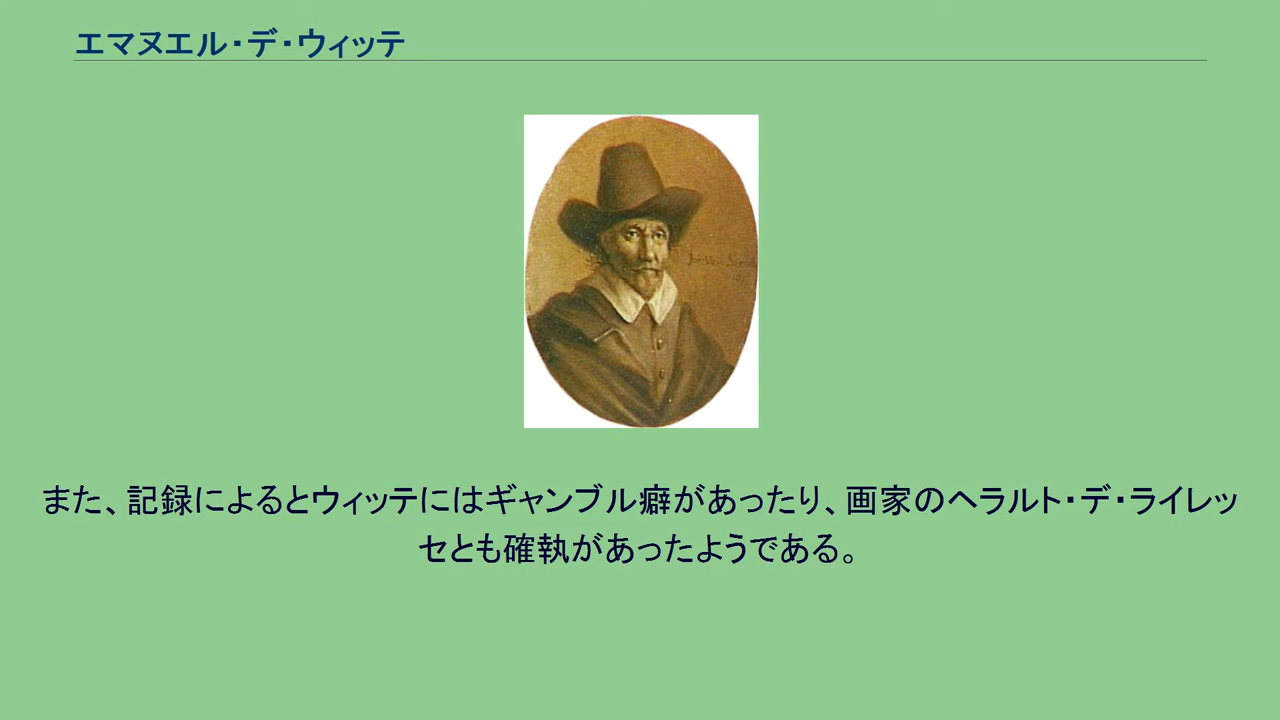 エマヌエル・デ・ウィッテ
また、記録によるとウィッテにはギャンブル癖があったり、画家のヘラルト・デ・ライレッ
セとも確執があったようである。